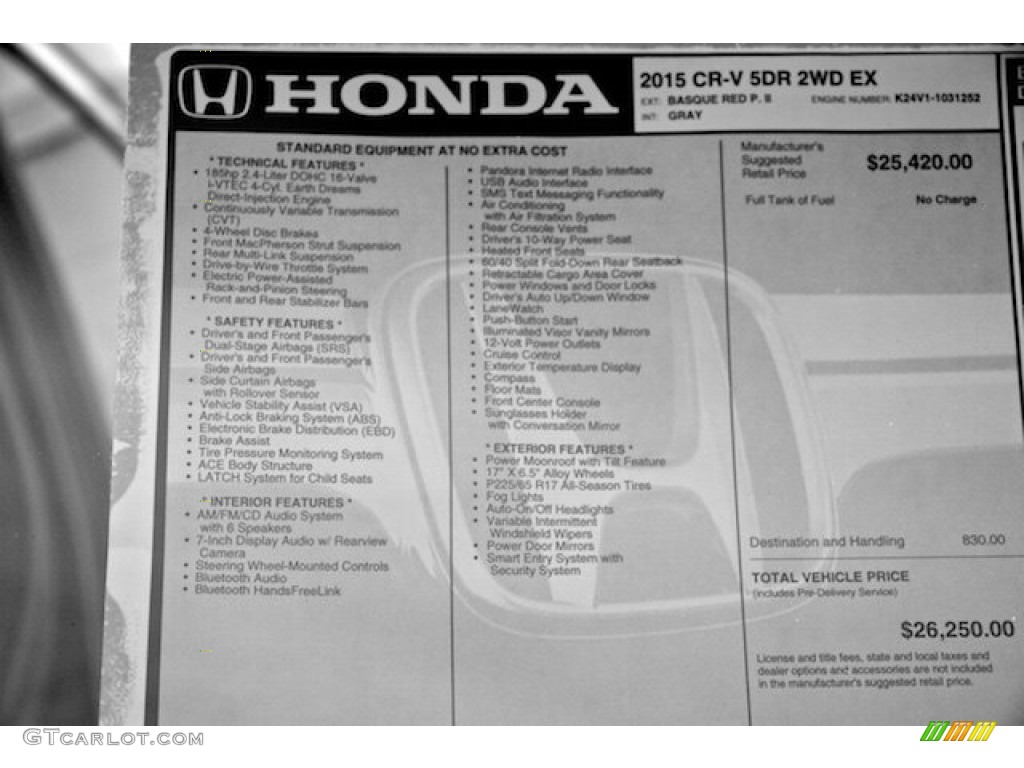 HONDA
2015 CR-V 5DR 2WD EX
EXT: BASQUE RED P. II ENGINE NUMBER: K24V1-1031252
INT: GRAY
STANDARD EQUIPMENT AT NO EXTRA COST
* TECHNICAL FEATURES *
• 185hp 2.4-Liter DOHC 16-Valve
i-VTEC 4-Cyl. Earth Dreams
Direct-Injection Engine
• Continuously Variable Transmission
(CVT)
• 4-Wheel Disc Brakes
• Front MacPherson Strut Suspension
• Rear Multi-Link Suspension
• Drive-by-Wire Throttle System
• Electric Power-Assisted
Rack-and-Pinion Steering
• Front and Rear Stabilizer Bars
* SAFETY FEATURES *
• Driver's and Front Passenger's
Dual-Stage Airbags (SRS)
• Driver's and Front Passenger's
Side Airbags
• Side Curtain Airbags
with Rollover Sensor
• Vehicle Stability Assist (VSA)
• Anti-Lock Braking System (ABS)
• Electronic Brake Distribution (EBD)
• Brake Assist
• Tire Pressure Monitoring System
• ACE Body Structure
• LATCH System for Child Seats
* INTERIOR FEATURES *
• AM/FM/CD Audio System
with 6 Speakers
• 7-Inch Display Audio w/ Rearview
Camera
• Steering Wheel-Mounted Controls
• Bluetooth Audio
• Bluetooth HandsFreeLink
• Pandora Internet Radio Interface
• USB Audio Interface
• SMS Text Messaging Functionality
• Air Conditioning
with Air Filtration System
• Rear Console Vents
• Driver's 10-Way Power Seat
• Heated Front Seats
• 60/40 Split Fold-Down Rear Seatback
• Retractable Cargo Area Cover
• Power Windows and Door Locks
• Driver's Auto Up/Down Window
• LaneWatch
• Push-Button Start
• Illuminated Visor Vanity Mirrors
• 12-Volt Power Outlets
• Cruise Control
• Exterior Temperature Display
• Compass
• Floor Mats
• Front Center Console
• Sunglasses Holder
with Conversation Mirror
* EXTERIOR FEATURES *
• Power Moonroof with Tilt Feature
• 17" X 6.5" Alloy Wheels
• P225/65 R17 All-Season Tires
• Fog Lights
• Auto-On/Off Headlights
• Variable Intermittent
Windshield Wipers
• Power Door Mirrors
• Smart Entry System with
Security System
Manufacturer's
Suggested
Retail Price $25,420.00
Full Tank of Fuel No Charge
Destination and Handling 830.00
TOTAL VEHICLE PRICE
(Includes Pre-Delivery Service)
$26,250.00
License and title fees, state and local taxes and
dealer options and accessories are not included
in the manufacturer's suggested retail price.
GTCARLOT.COM